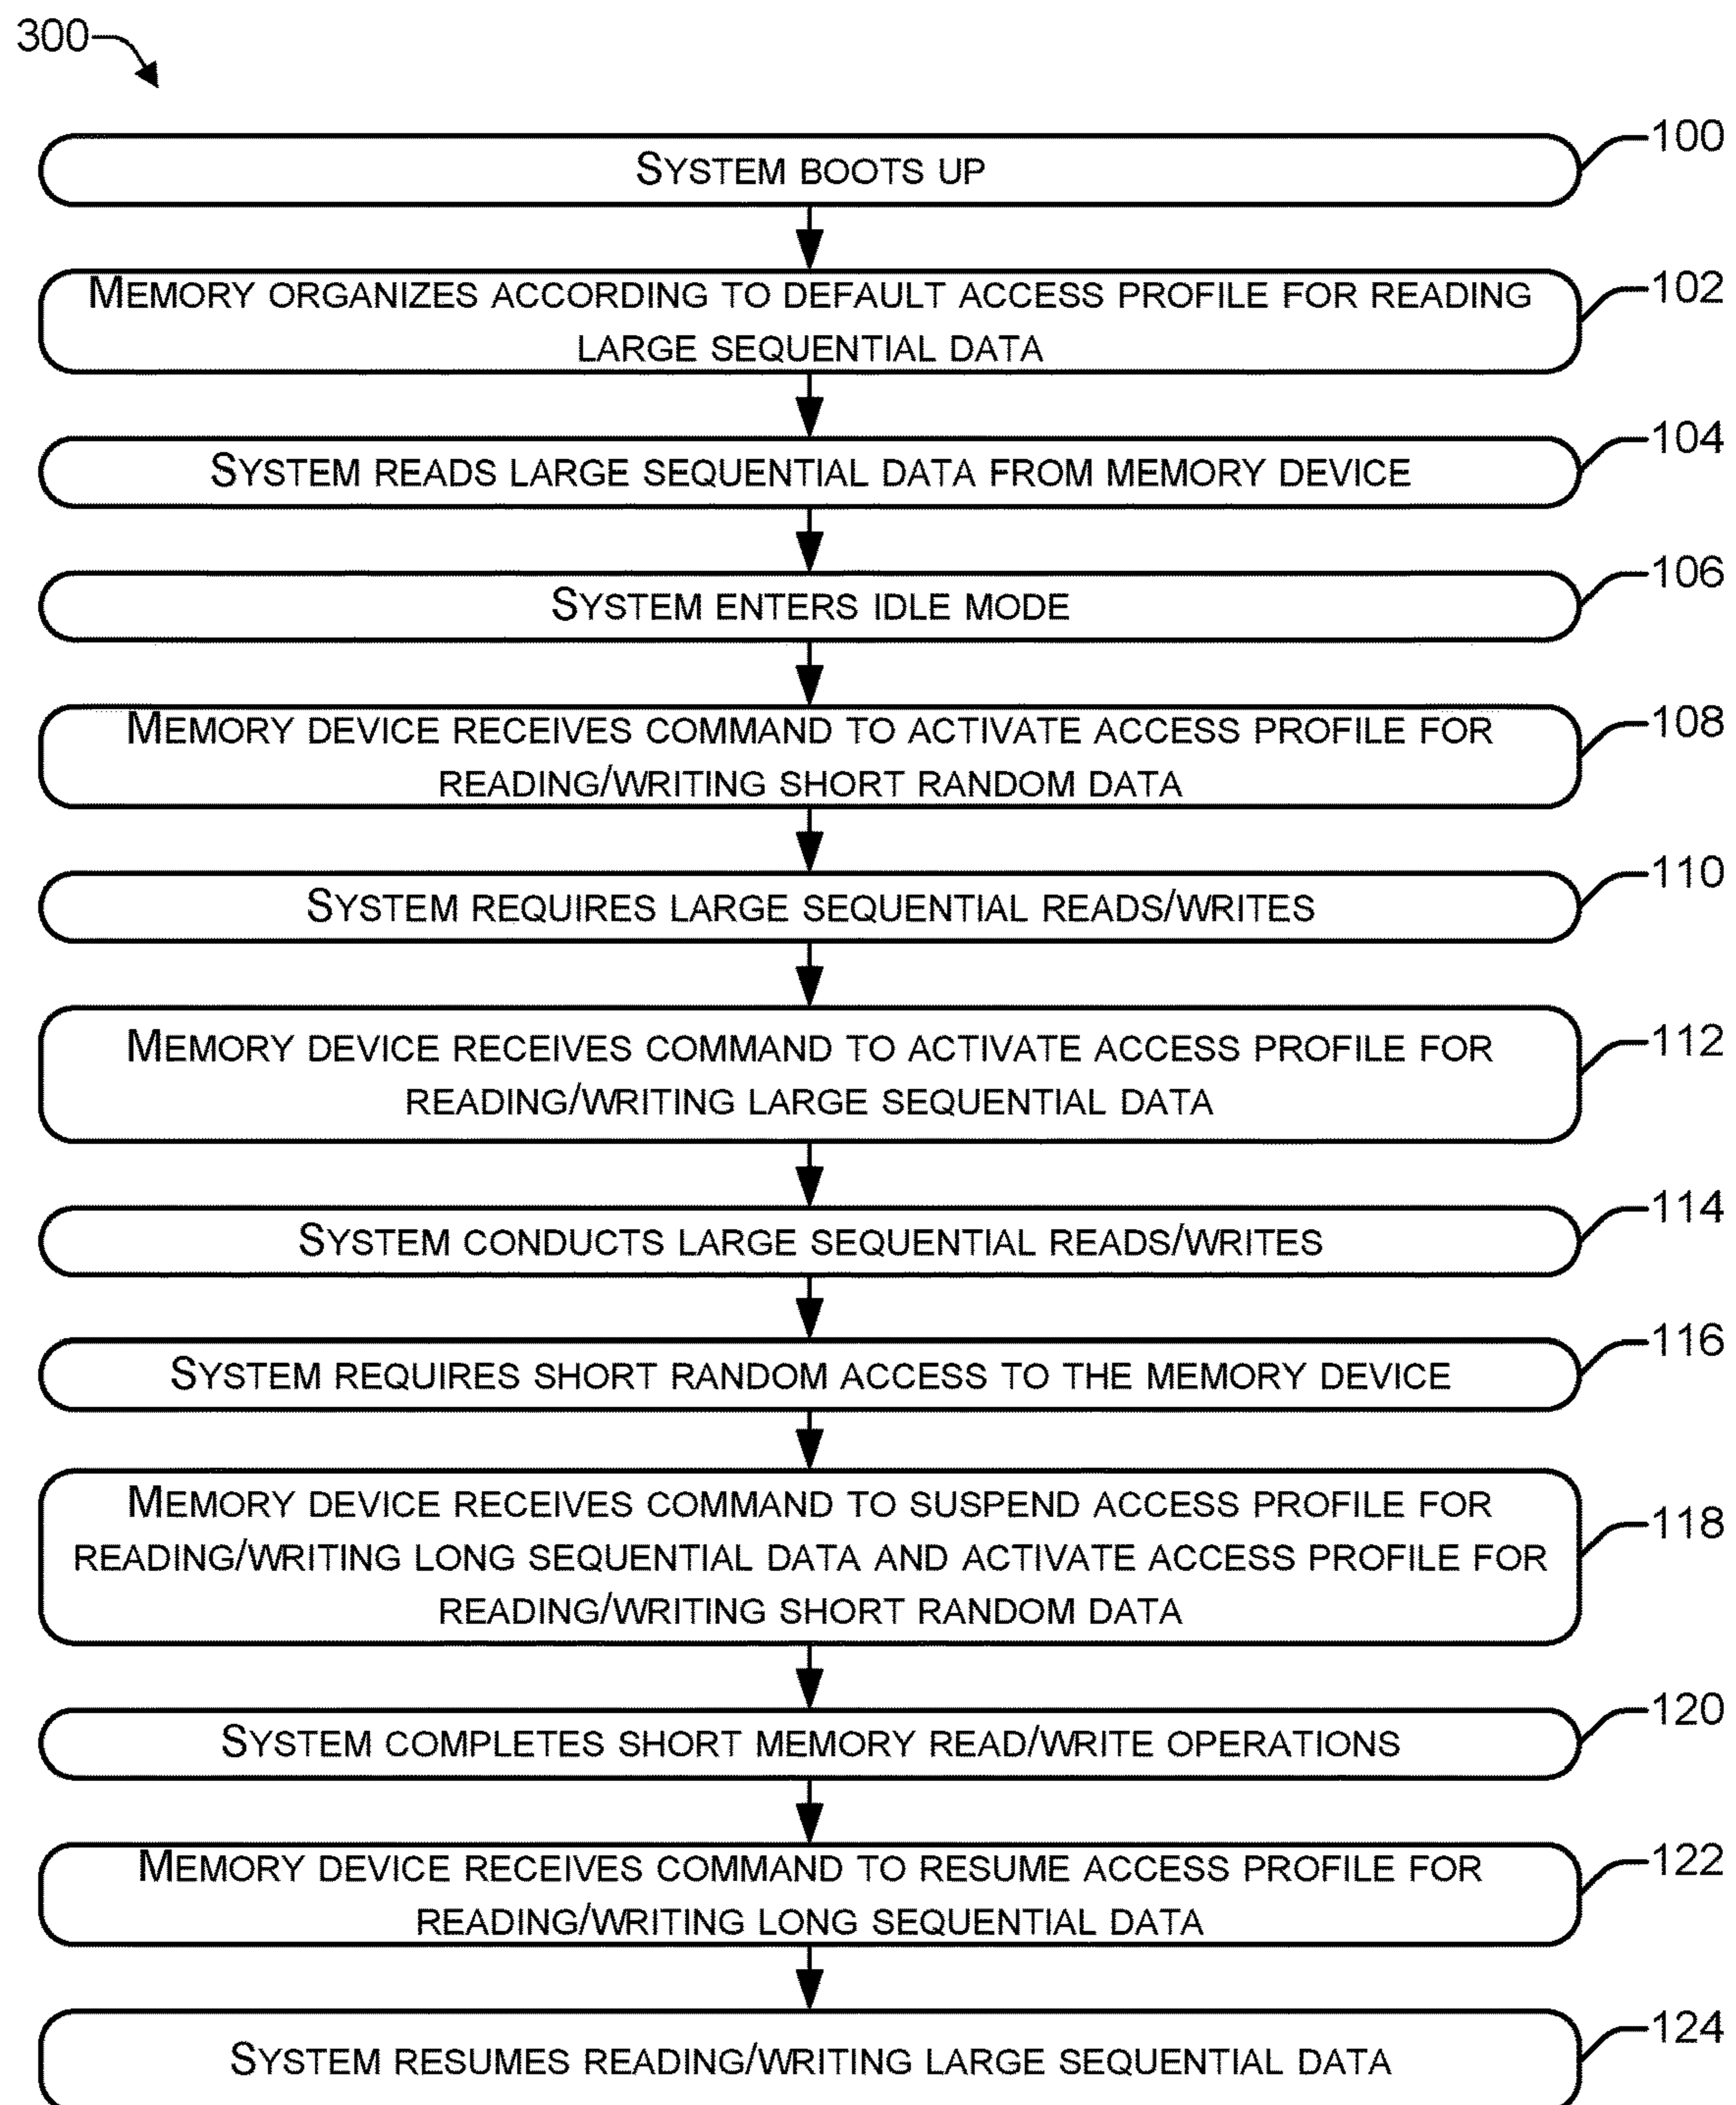 300
100
SYSTEM BOOTS UP
102
MEMORY ORGANIZES ACCORDING TO DEFAULT ACCESS PROFILE FOR READING
LARGE SEQUENTIAL DATA
104
SYSTEM READS LARGE SEQUENTIAL DATA FROM MEMORY DEVICE
106
SYSTEM ENTERS IDLE MODE
108
MEMORY DEVICE RECEIVES COMMAND TO ACTIVATE ACCESS PROFILE FOR
READING/WRITING SHORT RANDOM DATA
110
SYSTEM REQUIRES LARGE SEQUENTIAL READS/WRITES
112
MEMORY DEVICE RECEIVES COMMAND TO ACTIVATE ACCESS PROFILE FOR
READING/WRITING LARGE SEQUENTIAL DATA
114
SYSTEM CONDUCTS LARGE SEQUENTIAL READS/WRITES
116
SYSTEM REQUIRES SHORT RANDOM ACCESS TO THE MEMORY DEVICE
118
MEMORY DEVICE RECEIVES COMMAND TO SUSPEND ACCESS PROFILE FOR
READING/WRITING LONG SEQUENTIAL DATA AND ACTIVATE ACCESS PROFILE FOR
READING/WRITING SHORT RANDOM DATA
120
SYSTEM COMPLETES SHORT MEMORY READ/WRITE OPERATIONS
122
MEMORY DEVICE RECEIVES COMMAND TO RESUME ACCESS PROFILE FOR
READING/WRITING LONG SEQUENTIAL DATA
124
SYSTEM RESUMES READING/WRITING LARGE SEQUENTIAL DATA